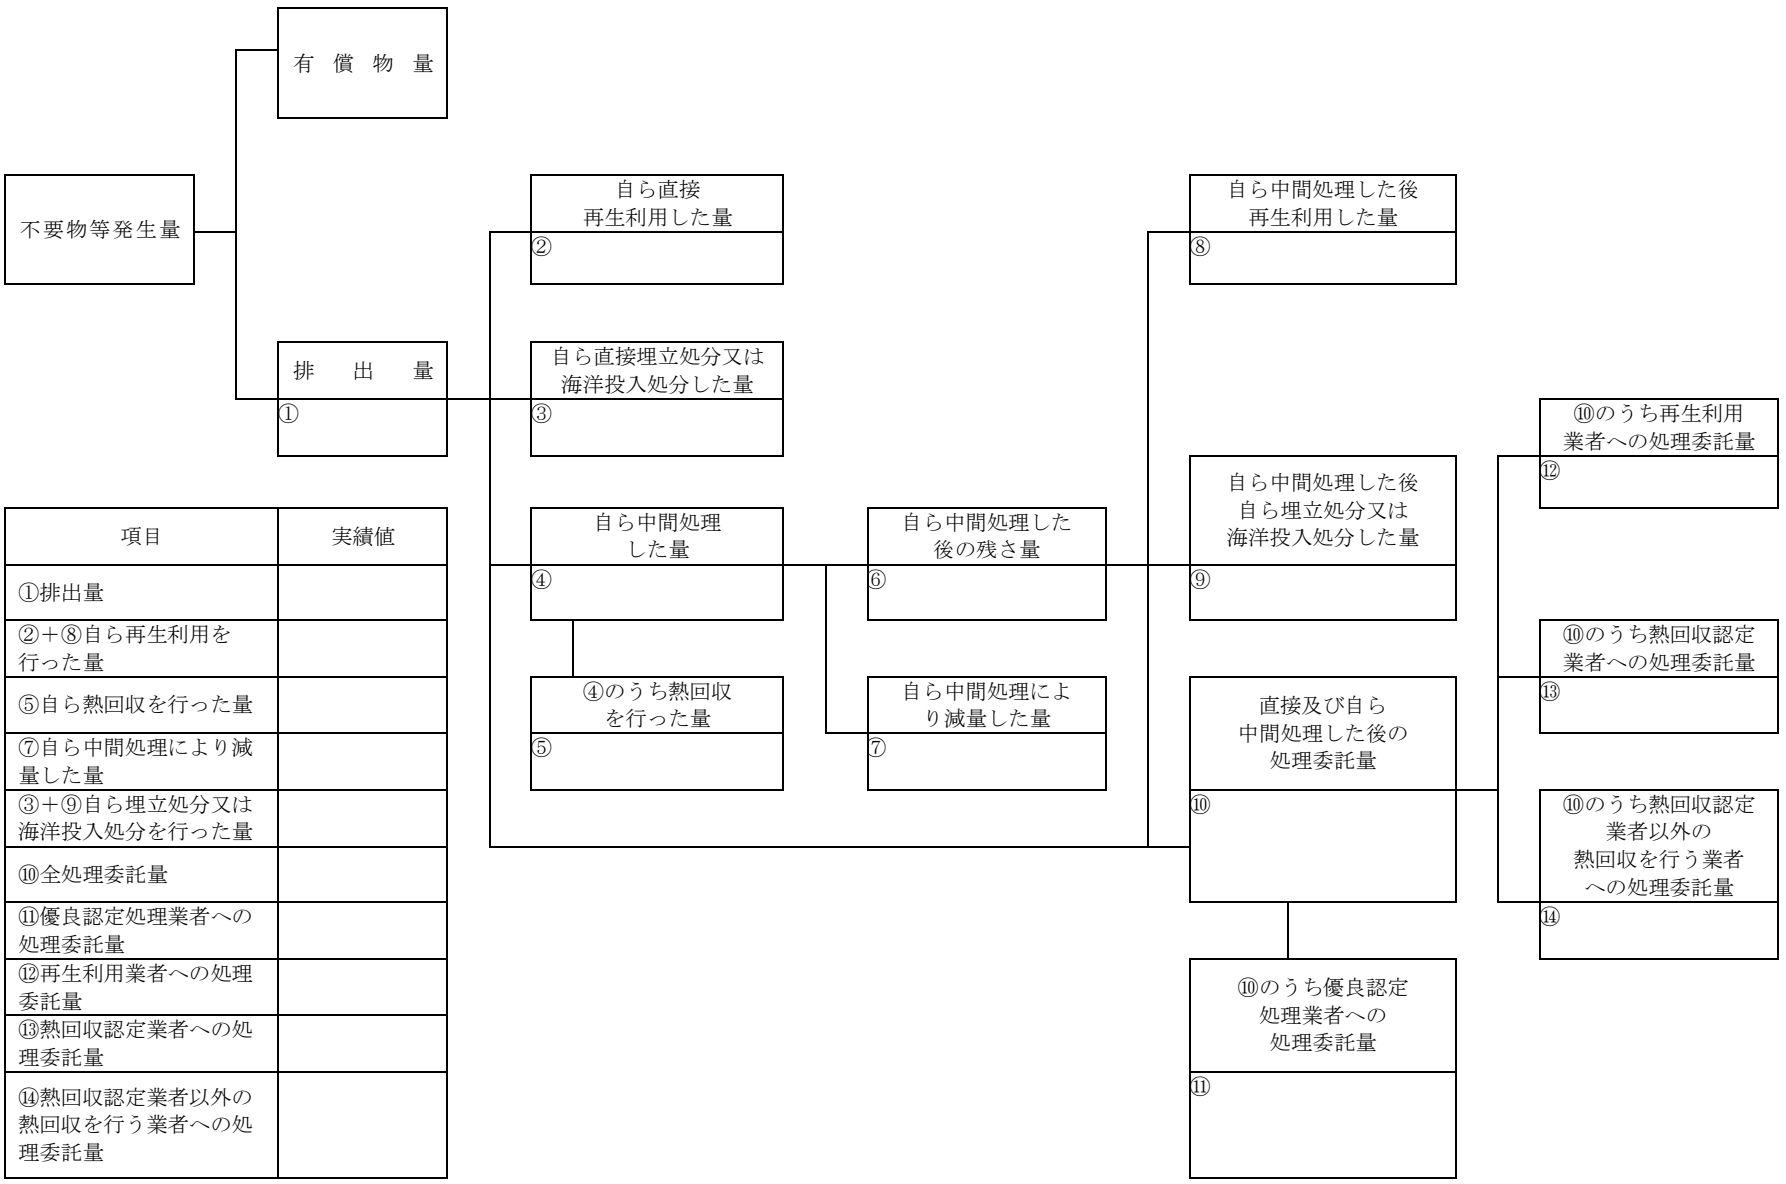 有償物量
不要物等発生量
排出量
①
自ら直接
再生利用した量
②
自ら直接埋立処分又は
海洋投入処分した量
③
自ら中間処理
した量
④
④のうち熱回収
を行った量
⑤
自ら中間処理した
後の残さ量
⑥
自ら中間処理によ
り減量した量
⑦
自ら中間処理した後
再生利用した量
⑧
自ら中間処理した後
自ら埋立処分又は
海洋投入処分した量
⑨
直接及び自ら
中間処理した後の
処理委託量
⑩
⑩のうち優良認定
処理業者への
処理委託量
⑪
⑩のうち再生利用
業者への処理委託量
⑫
⑩のうち熱回収認定
業者への処理委託量
⑬
⑩のうち熱回収認定
業者以外の
熱回収を行う業者
への処理委託量
⑭
項目 実績値
①排出量
②＋⑧自ら再生利用を
行った量
⑤自ら熱回収を行った量
⑦自ら中間処理により減
量した量
③＋⑨自ら埋立処分又は
海洋投入処分を行った量
⑩全処理委託量
⑪優良認定処理業者への
処理委託量
⑫再生利用業者への処理
委託量
⑬熱回収認定業者への処
理委託量
⑭熱回収認定業者以外の
熱回収を行う業者への処
理委託量